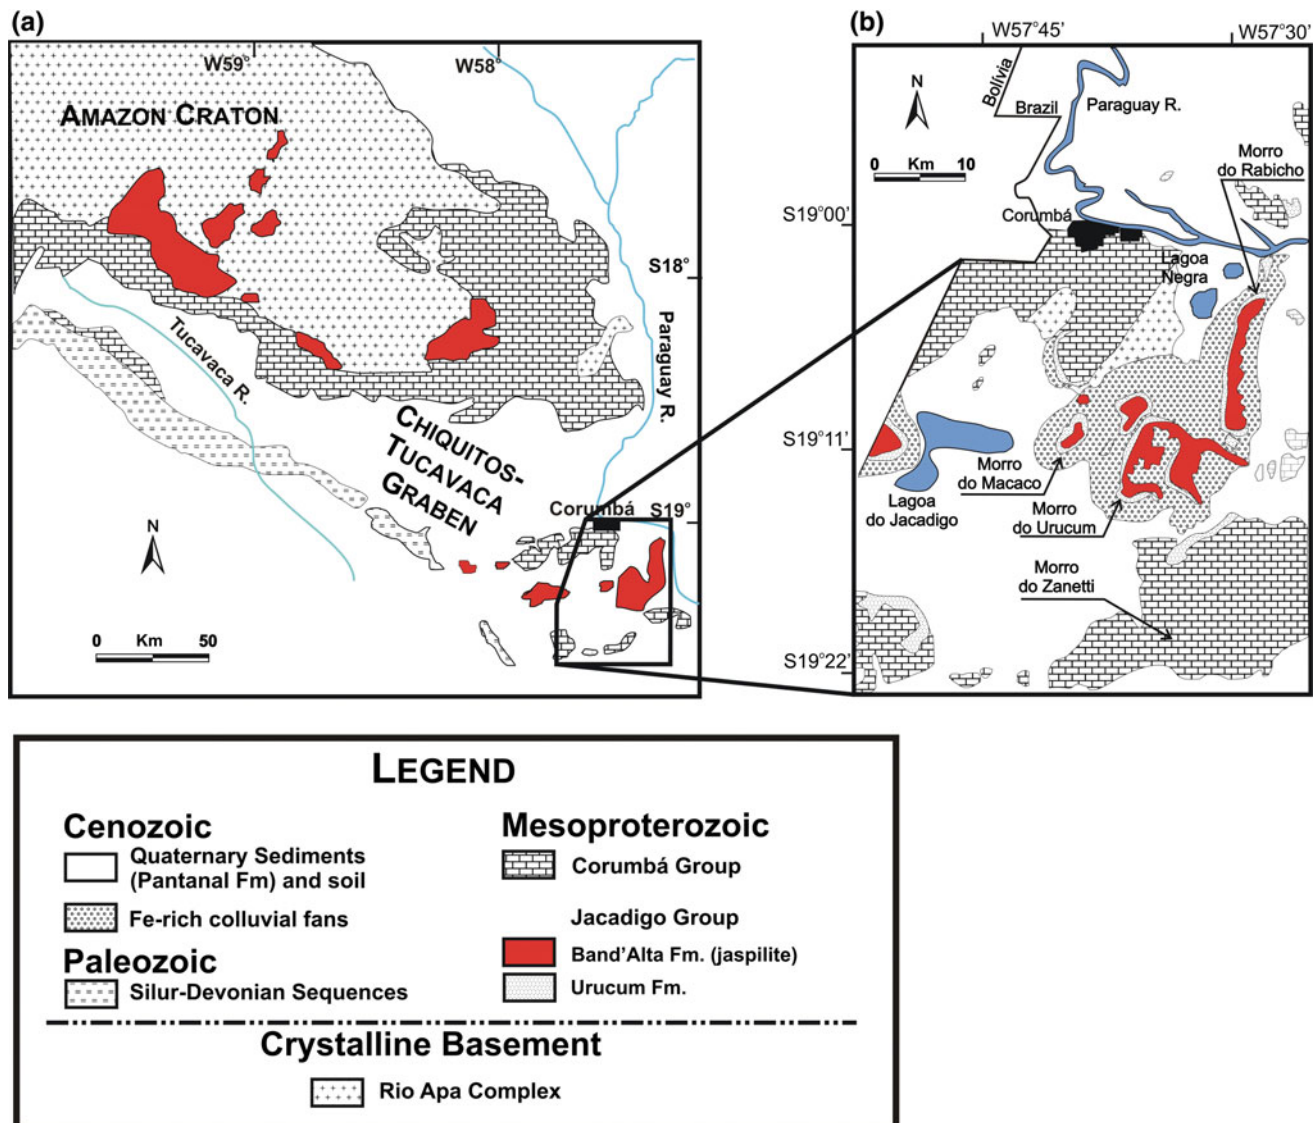 (a)
W59°
W58°
AMAZON CRATON
S18°
Tucavaca R.
Paraguay R.
CHIQUITOS-
TUCAVACA
GRABEN
Corumbá
S19°
N
0 Km 50
(b)
W57°45'
W57°30'
Bolívia
Brazil
Paraguay R.
N
0 Km 10
Morro
do Rabicho
S19°00'
Corumbá
Lagoa
Negra
S19°11'
Lagoa
do Jacadigo
Morro
do Macaco
Morro
do Urucum
Morro
do Zanetti
S19°22'
LEGEND
Cenozoic
Quaternary Sediments
(Pantanal Fm) and soil
Fe-rich colluvial fans
Paleozoic
Silur-Devonian Sequences
Mesoproterozoic
Corumbá Group
Jacadigo Group
Band'Alta Fm. (jaspilite)
Urucum Fm.
Crystalline Basement
Rio Apa Complex